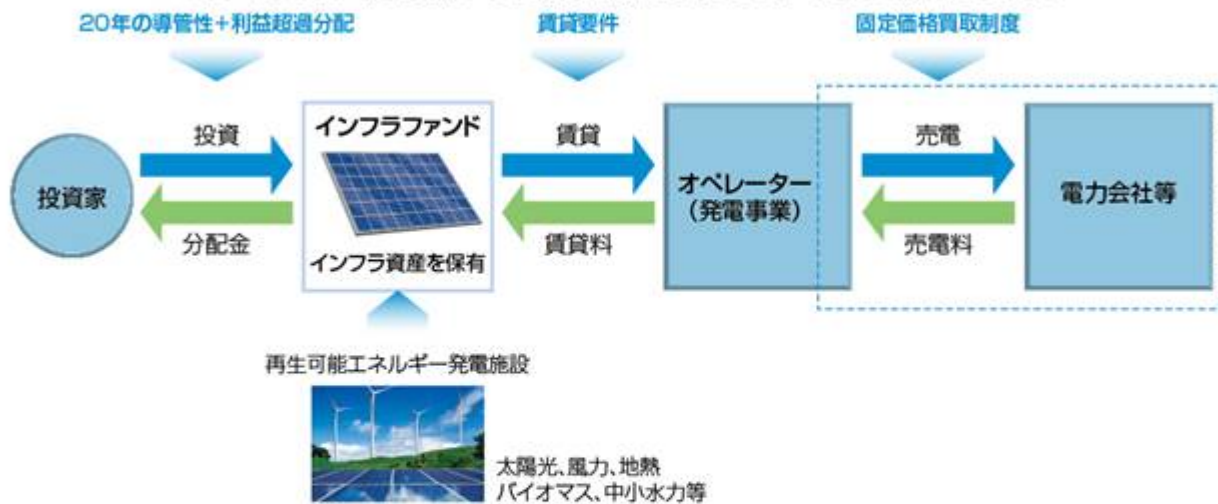 20年の導管性+利益超過分配
賃貸要件
固定価格買取制度
投資家
投資
分配金
インフラファンド
インフラ資産を保有
賃貸
賃貸料
オペレーター
(発電事業)
売電
売電料
電力会社等
再生可能エネルギー発電施設
太陽光、風力、地熱
バイオマス、中小水力等